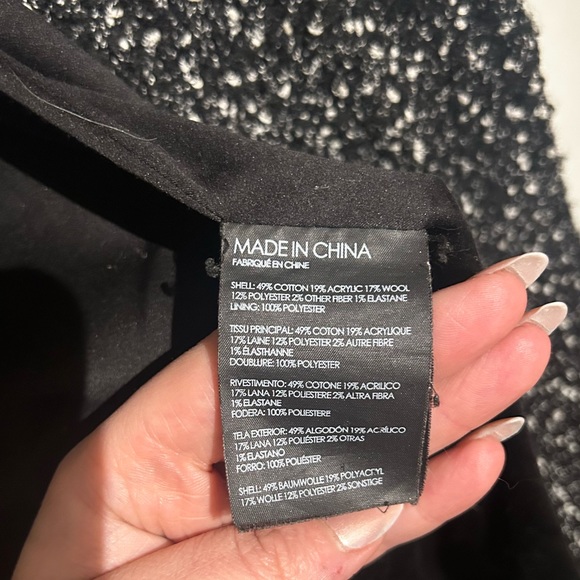 MADE IN CHINA
FABRIQUÉ EN CHINE
SHELL: 49% COTTON 19% ACRYLIC 17% WOOL
12% POLYESTER 2% OTHER FIBER 1% ELASTANE
LINING: 100% POLYESTER
TISSU PRINCIPAL: 49% COTON 19% ACRYLIQUE
17% LAINE 12% POLYESTER 2% AUTRE FIBRE
1% ÉLASTHANNE
DOUBLURE: 100% POLYESTER
RIVESTIMENTO: 49% COTONE 19% ACRILICO
17% LANA 12% POLIESTERE 2% ALTRA FIBRA
1% ELASTANE
FODERA: 100% POLIESTERE
TELA EXTERIOR: 49% ALGODÓN 19% ACRÍLICO
17% LANA 12% POLIÉSTER 2% OTRAS
1% ELASTANO
FORRO: 100% POLIÉSTER
SHELL: 49% BAUMWOLLE 19% POLYACRYL
17% WOLLE 12% POLYESTER 2% SONSTIGE